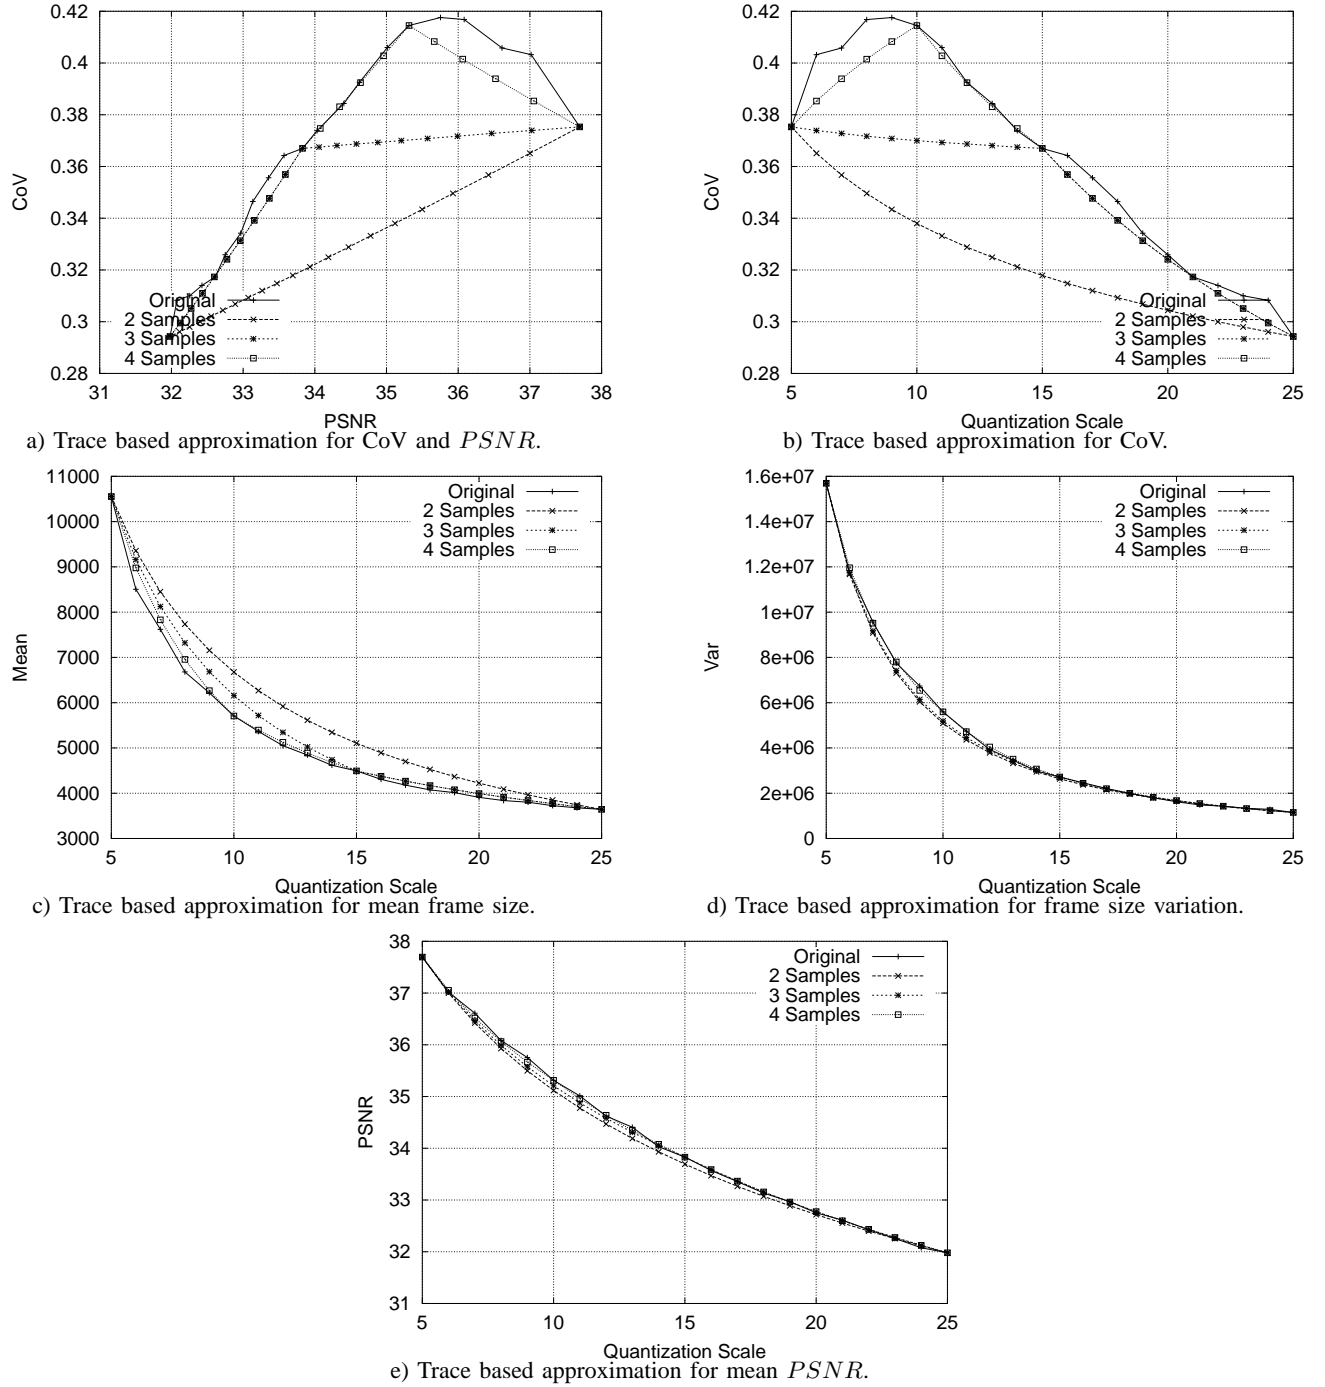 0.42
0.4
0.38
0.36
0.34
0.32
0.3
0.28
CoV
Original
2 Samples
3 Samples
4 Samples
31 32 33 34 35 36 37 38
PSNR
a) Trace based approximation for CoV and PSNR.
0.42
0.4
0.38
0.36
0.34
0.32
0.3
0.28
CoV
Original
2 Samples
3 Samples
4 Samples
5 10 15 20 25
Quantization Scale
b) Trace based approximation for CoV.
11000
10000
9000
8000
7000
6000
5000
4000
3000
Mean
Original
2 Samples
3 Samples
4 Samples
5 10 15 20 25
Quantization Scale
c) Trace based approximation for mean frame size.
1.6e+07
1.4e+07
1.2e+07
1e+07
8e+06
6e+06
4e+06
2e+06
0
Var
Original
2 Samples
3 Samples
4 Samples
5 10 15 20 25
Quantization Scale
d) Trace based approximation for frame size variation.
38
37
36
35
34
33
32
31
PSNR
Original
2 Samples
3 Samples
4 Samples
5 10 15 20 25
Quantization Scale
e) Trace based approximation for mean PSNR.